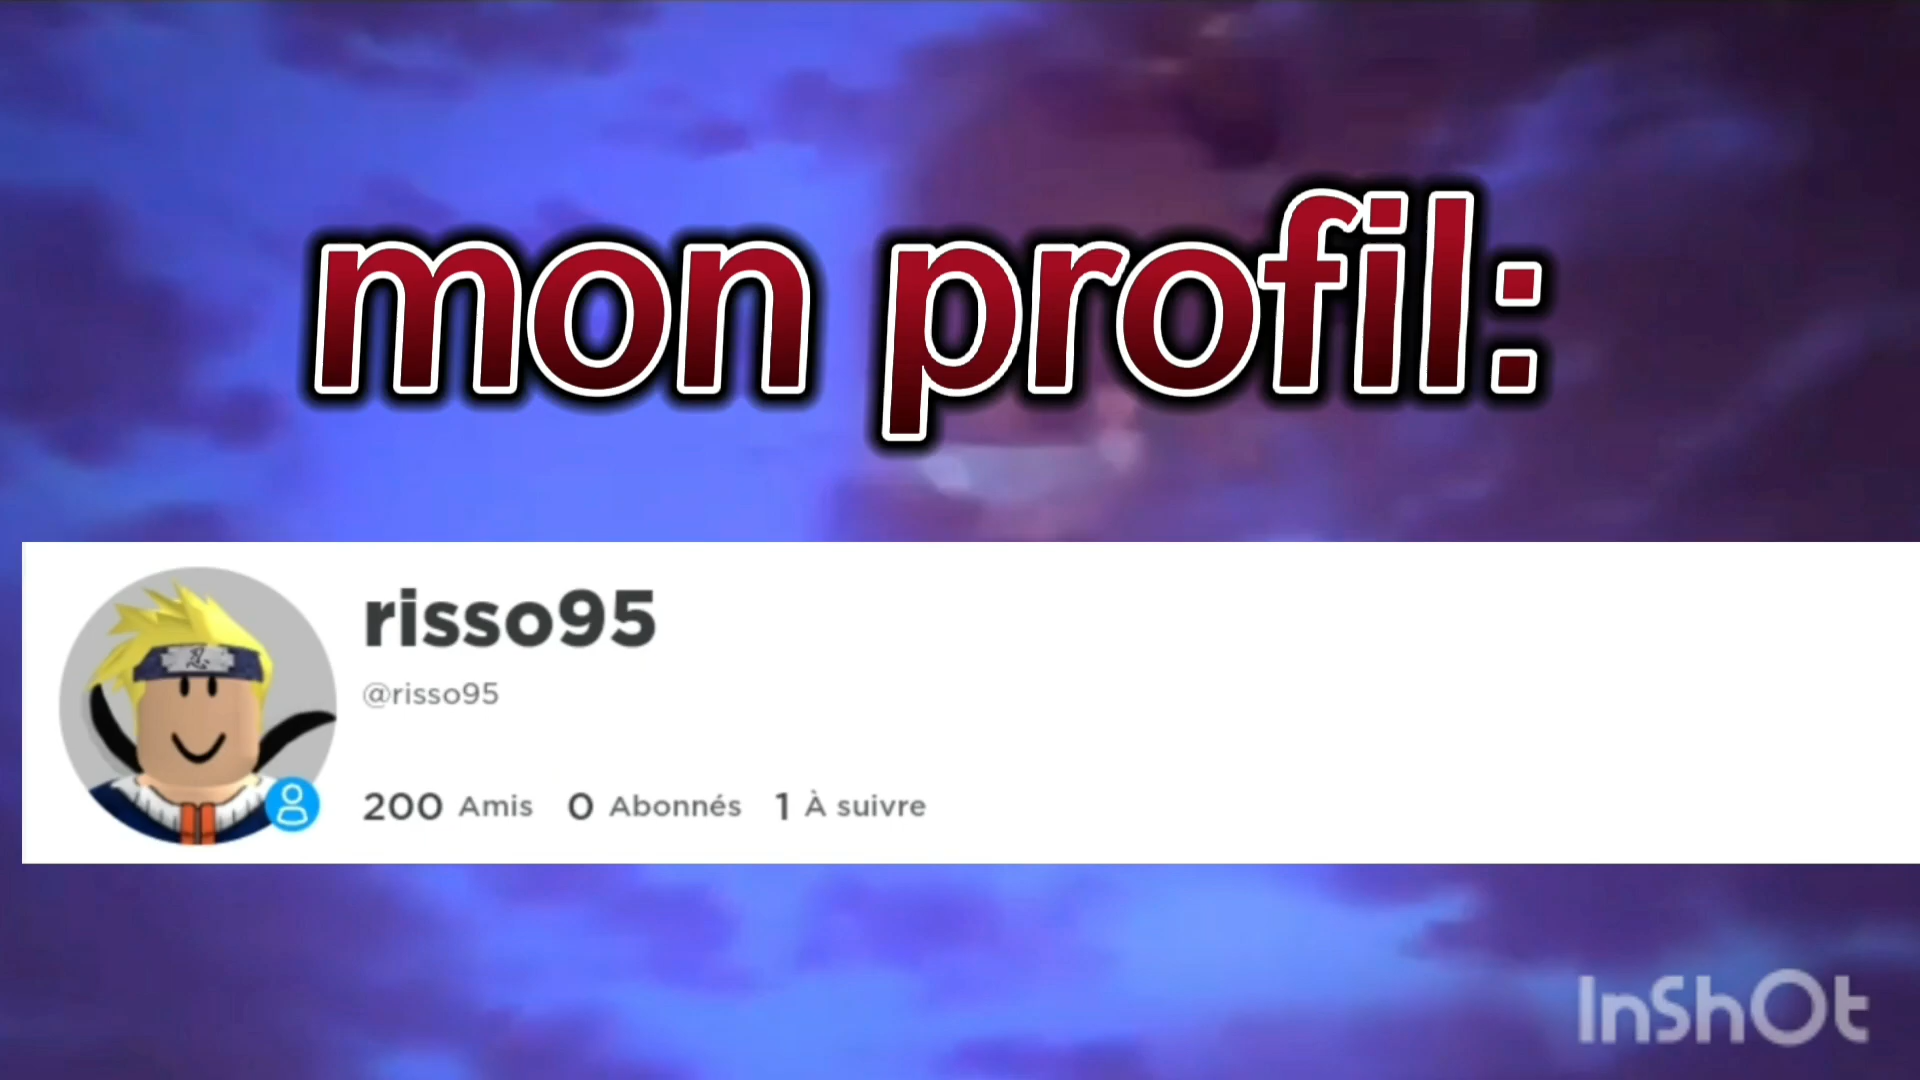 mon profil:
risso95
@risso95
200 Amis 0 Abonnés 1 À suivre
InShOt